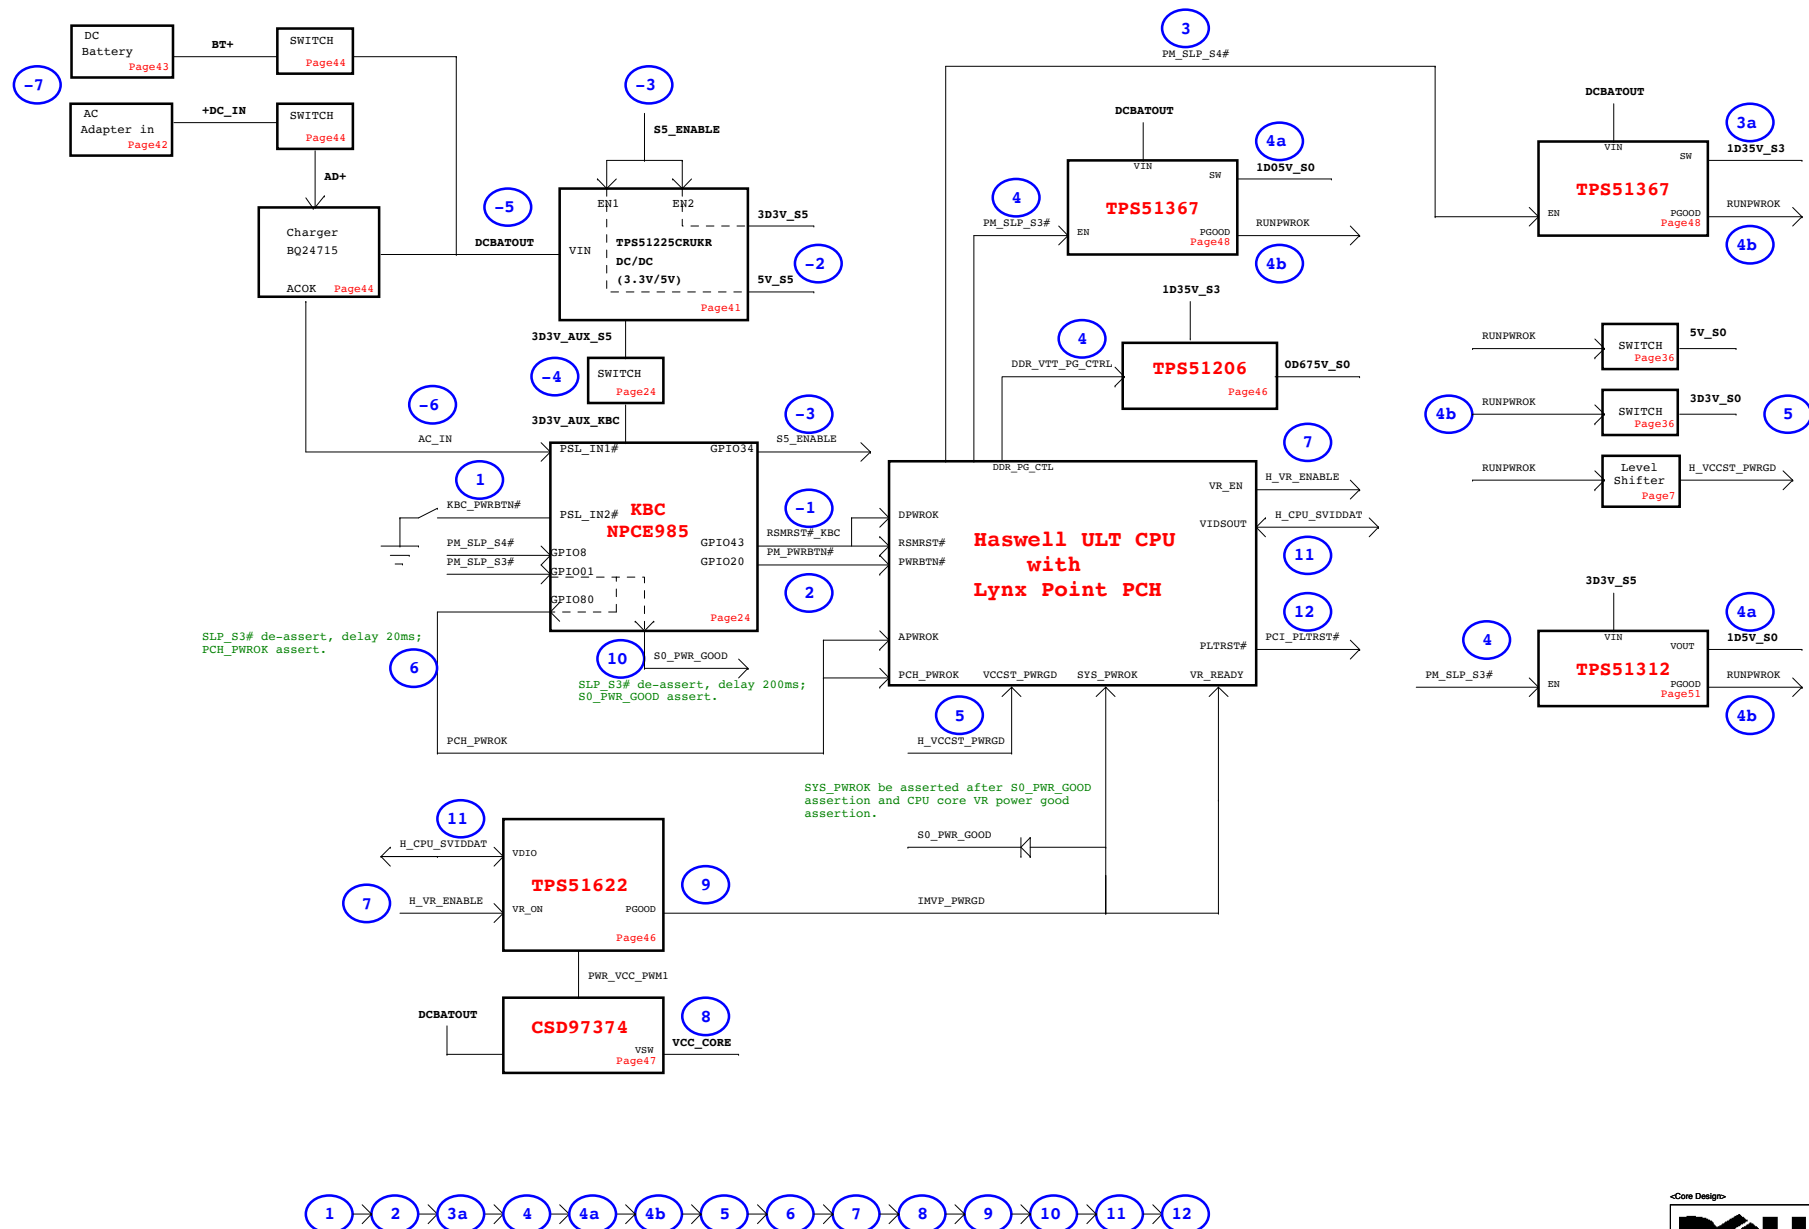 DC
Battery
Page43
BT+
SWITCH
Page44
-7
AC
Adapter in
Page42
+DC_IN
SWITCH
Page44
AD+
Charger
BQ24715
ACOK
Page44
-5
DCBATOUT
-3
S5_ENABLE
EN1
EN2
VIN
TPS51225CRUKR
DC/DC
(3.3V/5V)
Page41
3D3V_S5
-2
5V_S5
3D3V_AUX_S5
-4
SWITCH
Page24
3D3V_AUX_KBC
-6
AC_IN
-3
S5_ENABLE
1
KBC_PWRBTN#
PM_SLP_S4#
PM_SLP_S3#
PSL_IN1#
GPIO34
PSL_IN2#
KBC
NPCE985
GPIO8
GPIO01
GPIO80
GPIO43
GPIO20
Page24
-1
RSMRST#_KBC
PM_PWRBTN#
2
SLP_S3# de-assert, delay 20ms;
PCH_PWROK assert.
6
10
S0_PWR_GOOD
SLP_S3# de-assert, delay 200ms;
S0_PWR_GOOD assert.
PCH_PWROK
3
PM_SLP_S4#
4
PM_SLP_S3#
DCBATOUT
VIN
SW
TPS51367
EN
PGOOD
Page48
4a
1D05V_S0
RUNPWROK
4b
1D35V_S3
4
DDR_VTT_PG_CTRL
TPS51206
Page46
0D675V_S0
DCBATOUT
VIN
SW
TPS51367
EN
PGOOD
Page48
3a
1D35V_S3
RUNPWROK
4b
RUNPWROK
SWITCH
Page36
5V_S0
4b
RUNPWROK
SWITCH
Page36
3D3V_S0
5
RUNPWROK
Level
Shifter
Page7
H_VCCST_PWRGD
DDR_PG_CTL
VR_EN
DPWROK
VIDSOUT
RSMRST#
PWRBTN#
Haswell ULT CPU
with
Lynx Point PCH
APWROK
PLTRST#
PCH_PWROK
VCCST_PWRGD
SYS_PWROK
VR_READY
7
H_VR_ENABLE
H_CPU_SVIDDAT
11
12
PCI_PLTRST#
5
H_VCCST_PWRGD
3D3V_S5
4
PM_SLP_S3#
VIN
VOUT
TPS51312
EN
PGOOD
Page51
4a
1D5V_S0
RUNPWROK
4b
SYS_PWROK be asserted after S0_PWR_GOOD
assertion and CPU core VR power good
assertion.
S0_PWR_GOOD
IMVP_PWRGD
11
H_CPU_SVIDDAT
7
H_VR_ENABLE
VDIO
TPS51622
VR_ON
PGOOD
Page46
9
PWR_VCC_PWM1
DCBATOUT
CSD97374
VSW
Page47
8
VCC_CORE
1 2 3a 4 4a 4b 5 6 7 8 9 10 11 12
<Core Design>